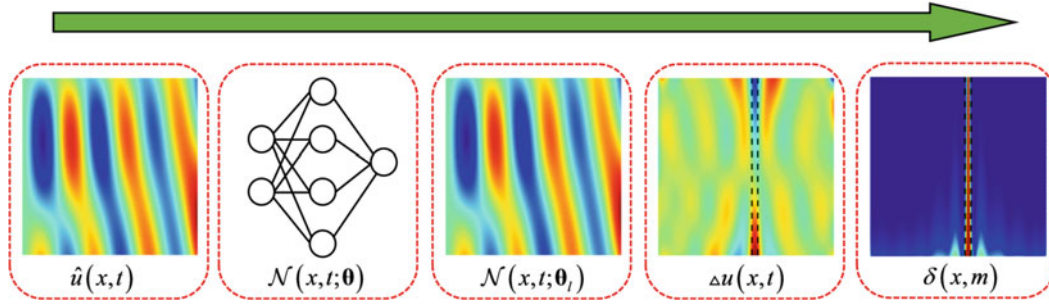 û(x,t)
𝒩(x,t;θ)
𝒩(x,t;θ_l)
▵u(x,t)
δ(x,m)